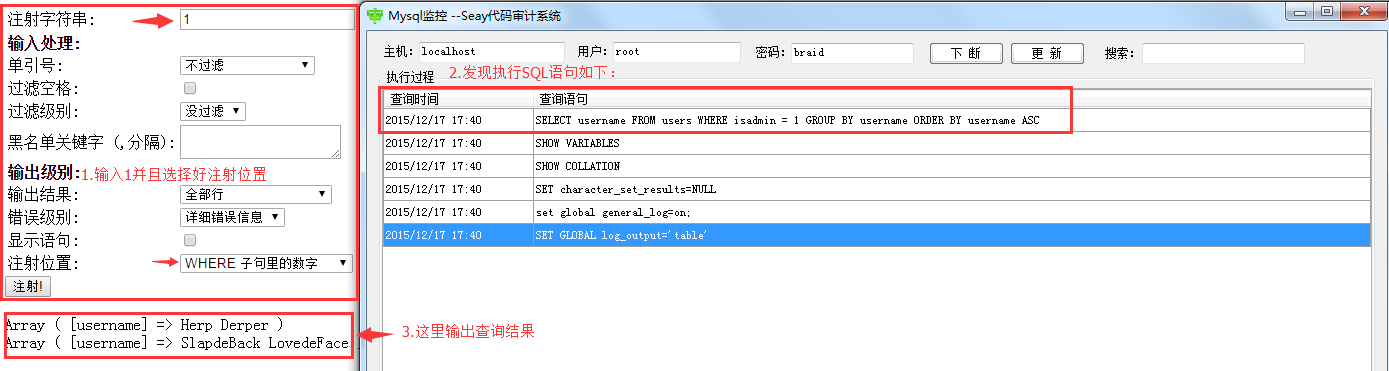 注射字符串: 1
输入处理:
单引号: 不过滤
过滤空格:
过滤级别: 没过滤
黑名单关键字 (,分隔):
输出级别: 1.输入1并且选择好注射位置
输出结果: 全部行
错误级别: 详细错误信息
显示语句:
注射位置: WHERE 子句里的数字
注射!
Array ( [username] => Herp Derper )
Array ( [username] => SlapdeBack LovedeFace
3.这里输出查询结果
Mysql监控 --Seay代码审计系统
主机: localhost 用户: root 密码: braid 下 断 更 新 搜索:
执行过程 2.发现执行SQL语句如下：
查询时间 查询语句
2015/12/17 17:40 SELECT username FROM users WHERE isadmin = 1 GROUP BY username ORDER BY username ASC
2015/12/17 17:40 SHOW VARIABLES
2015/12/17 17:40 SHOW COLLATION
2015/12/17 17:40 SET character_set_results=NULL
2015/12/17 17:40 set global general_log=on;
2015/12/17 17:40 SET GLOBAL log_output='table'